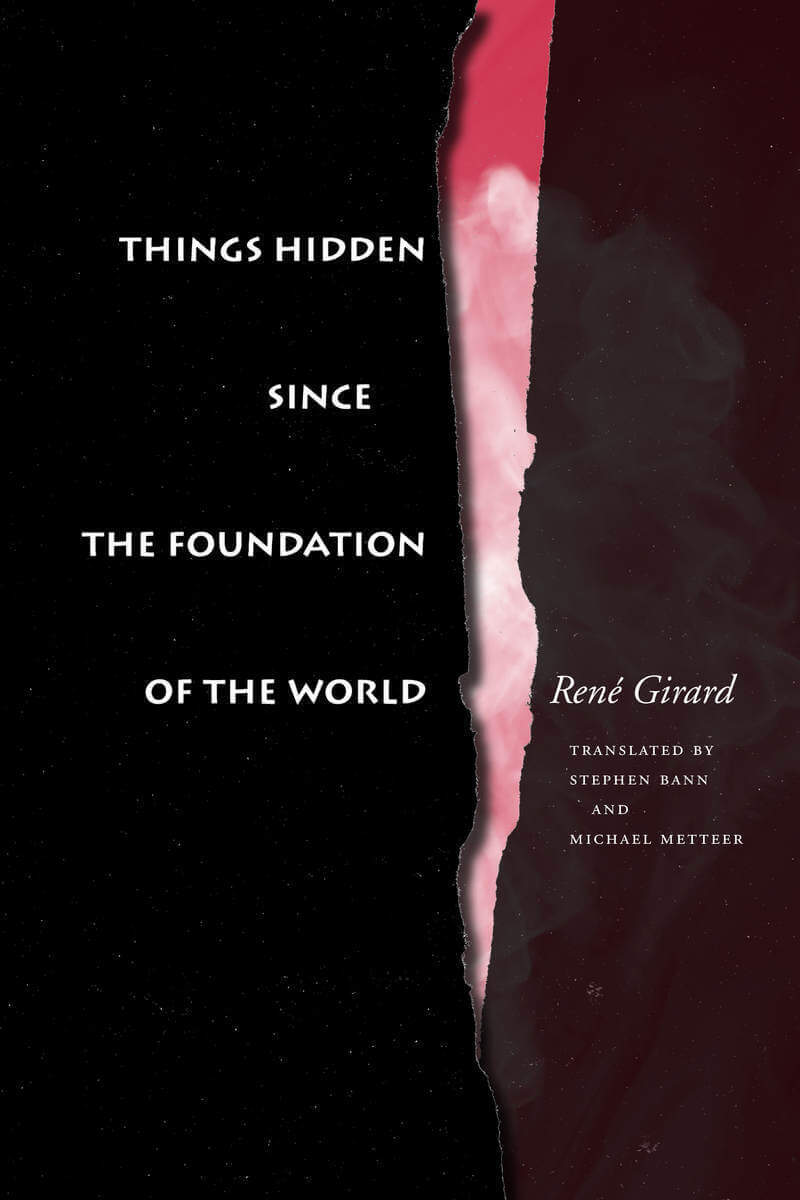 THINGS HIDDEN
SINCE
THE FOUNDATION
OF THE WORLD
René Girard
TRANSLATED BY
STEPHEN BANN
AND
MICHAEL METTEER